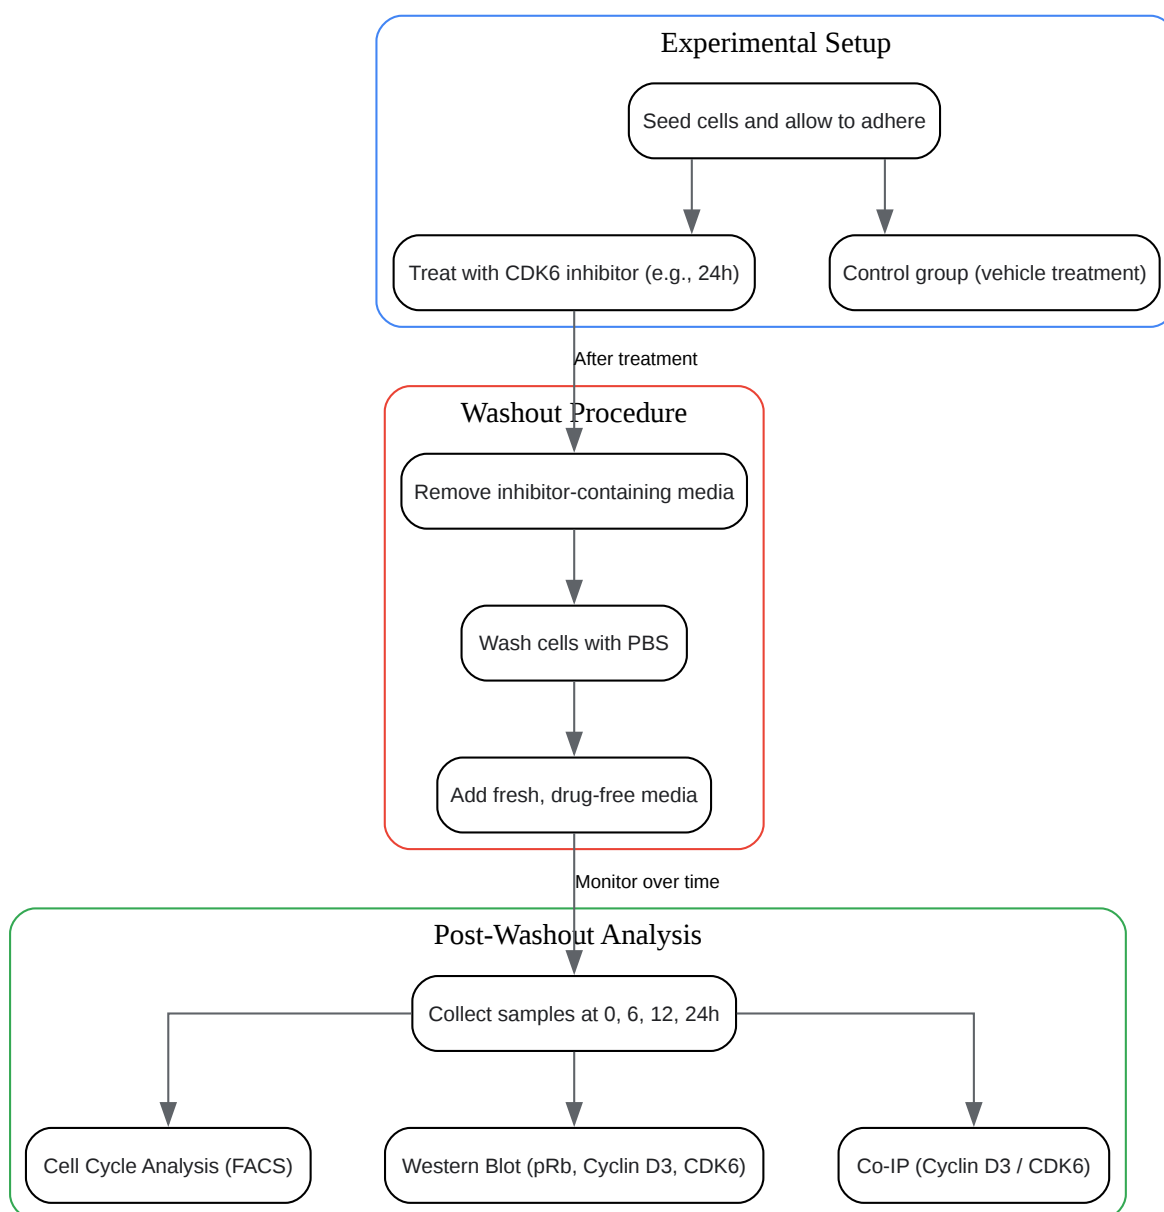 Experimental Setup
Seed cells and allow to adhere
Treat with CDK6 inhibitor (e.g., 24h)
Control group (vehicle treatment)
After treatment
Washout Procedure
Remove inhibitor-containing media
Wash cells with PBS
Add fresh, drug-free media
Monitor over time
Post-Washout Analysis
Collect samples at 0, 6, 12, 24h
Cell Cycle Analysis (FACS)
Western Blot (pRb, Cyclin D3, CDK6)
Co-IP (Cyclin D3 / CDK6)